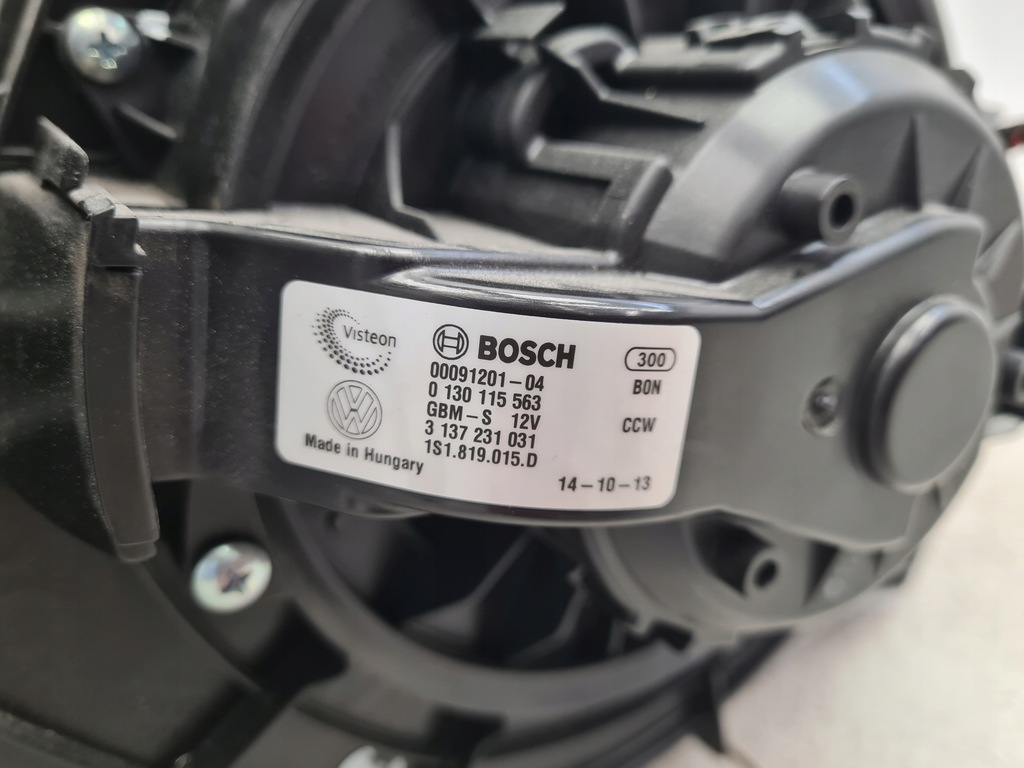 Visteon
BOSCH
300
00091201-04
BON
0 130 115 563
GBM-S 12V
CCW
3 137 231 031
1S1.819.015.D
Made in Hungary
14-10-13